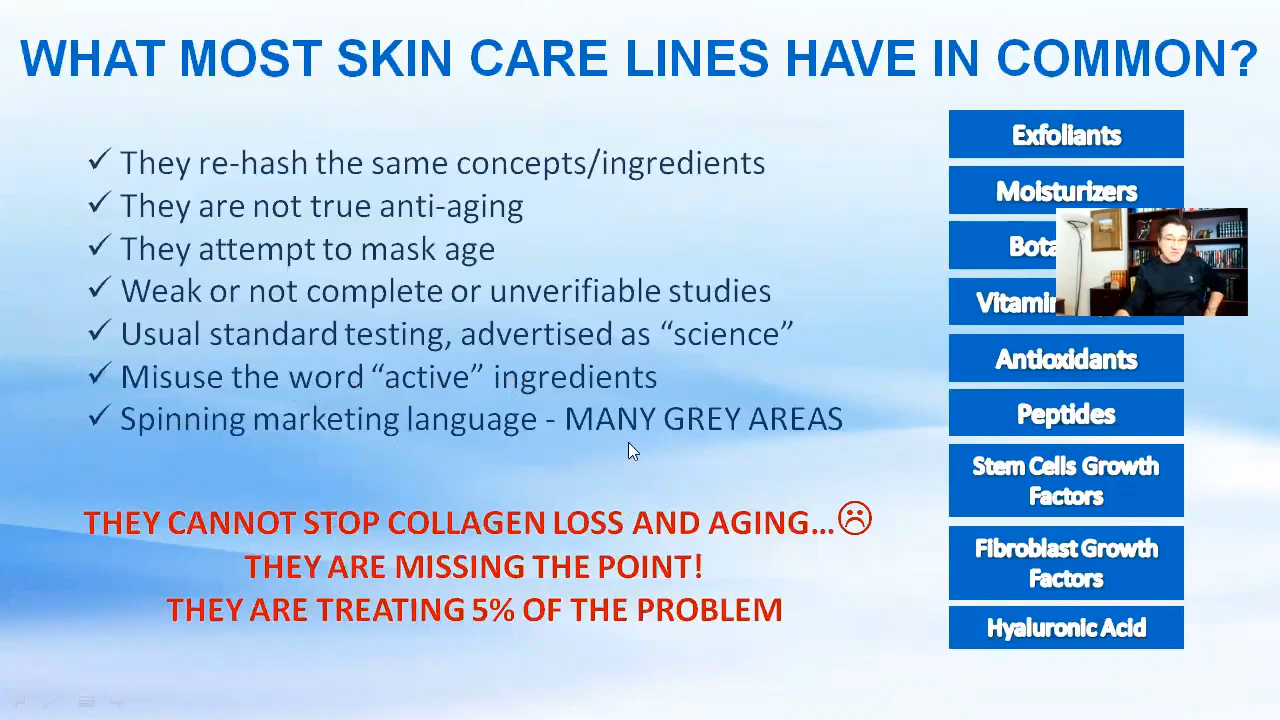 WHAT MOST SKIN CARE LINES HAVE IN COMMON?
They re-hash the same concepts/ingredients
They are not true anti-aging
They attempt to mask age
Weak or not complete or unverifiable studies
Usual standard testing, advertised as “science”
Misuse the word “active” ingredients
Spinning marketing language - MANY GREY AREAS
THEY CANNOT STOP COLLAGEN LOSS AND AGING...
THEY ARE MISSING THE POINT!
THEY ARE TREATING 5% OF THE PROBLEM
Exfoliants
Moisturizers
Antioxidants
Peptides
Stem Cells Growth
Factors
Fibroblast Growth
Factors
Hyaluronic Acid